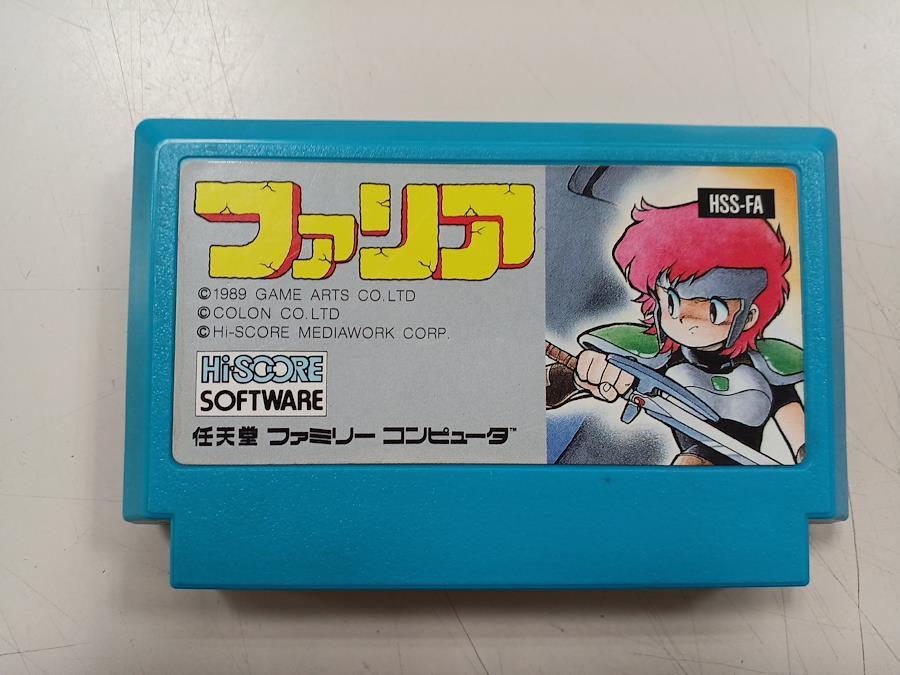 ファリア
HSS-FA
©1989 GAME ARTS CO.LTD
©COLON CO.LTD
©Hi-SCORE MEDIAWORK CORP.
Hi-SCORE
SOFTWARE
任天堂 ファミリー コンピュータ™